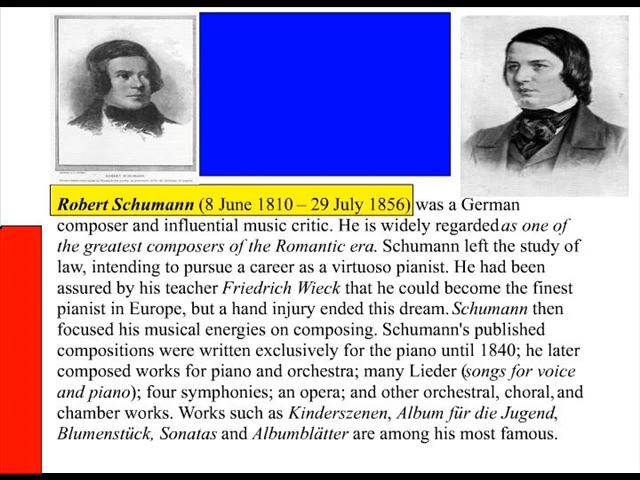 ROBERT SCHUMANN.
Robert Schumann (8 June 1810 – 29 July 1856) was a German
composer and influential music critic. He is widely regarded as one of
the greatest composers of the Romantic era. Schumann left the study of
law, intending to pursue a career as a virtuoso pianist. He had been
assured by his teacher Friedrich Wieck that he could become the finest
pianist in Europe, but a hand injury ended this dream. Schumann then
focused his musical energies on composing. Schumann's published
compositions were written exclusively for the piano until 1840; he later
composed works for piano and orchestra; many Lieder (songs for voice
and piano); four symphonies; an opera; and other orchestral, choral, and
chamber works. Works such as Kinderszenen, Album für die Jugend,
Blumenstück, Sonatas and Albumblätter are among his most famous.